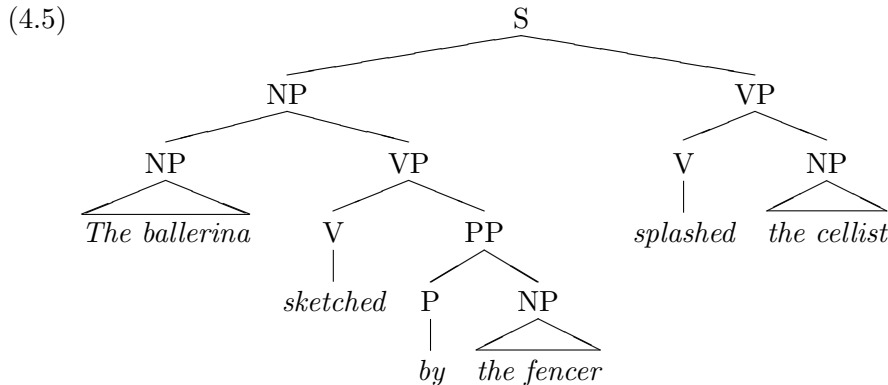 (4.5) S
NP VP
NP VP V NP
The ballerina V PP splashed the cellist
sketched P NP
by the fencer